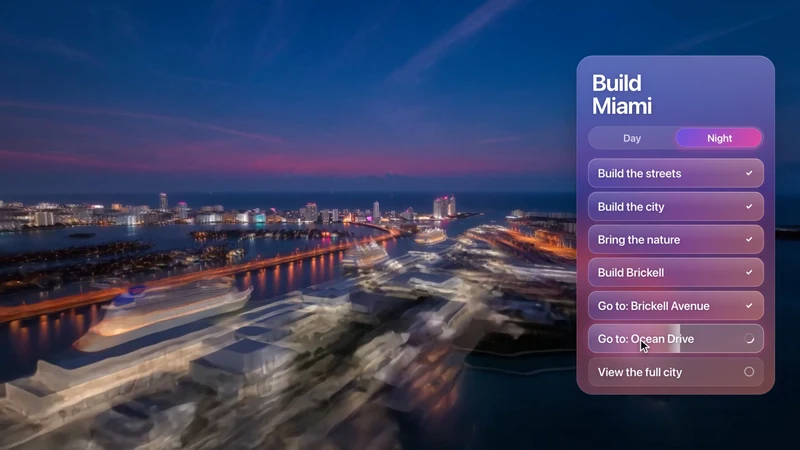 Build
Miami
Day
Night
Build the streets
Build the city
Bring the nature
Build Brickell
Go to: Brickell Avenue
Go to: Ocean Drive
View the full city